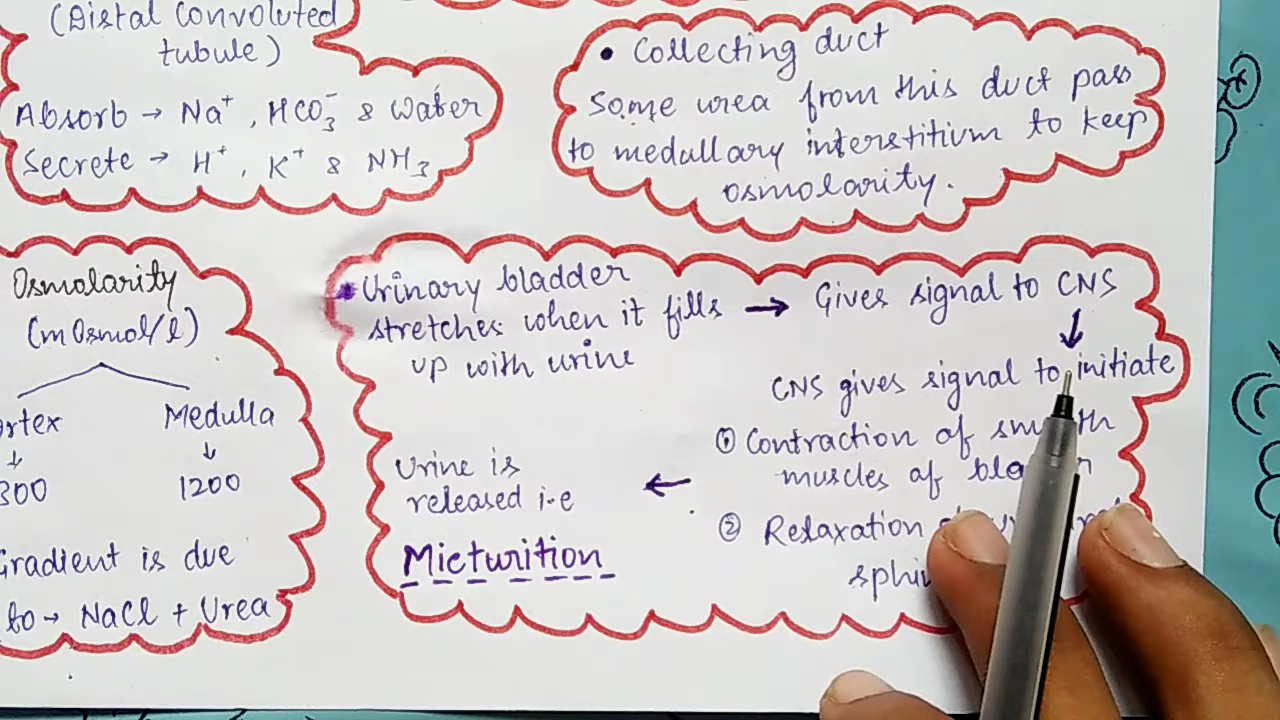 (Distal Convoluted
tubule)
Absorb → Na⁺, HCO₃⁻ & Water
Secrete → H⁺, K⁺ & NH₃
• Collecting duct
Some urea from this duct pass
to medullary interstitium to keep
osmolarity.
Osmolarity
(mOsmol/l)
Medulla
↓ ↓
300 1200
Gradient is due
to → NaCl + Urea
• Urinary bladder
stretches when it fills
up with urine
→ Gives signal to CNS
↓
CNS gives signal to initiate
① Contraction of
muscles of
② Relaxation
←
Urine is
released i.e
Micturition